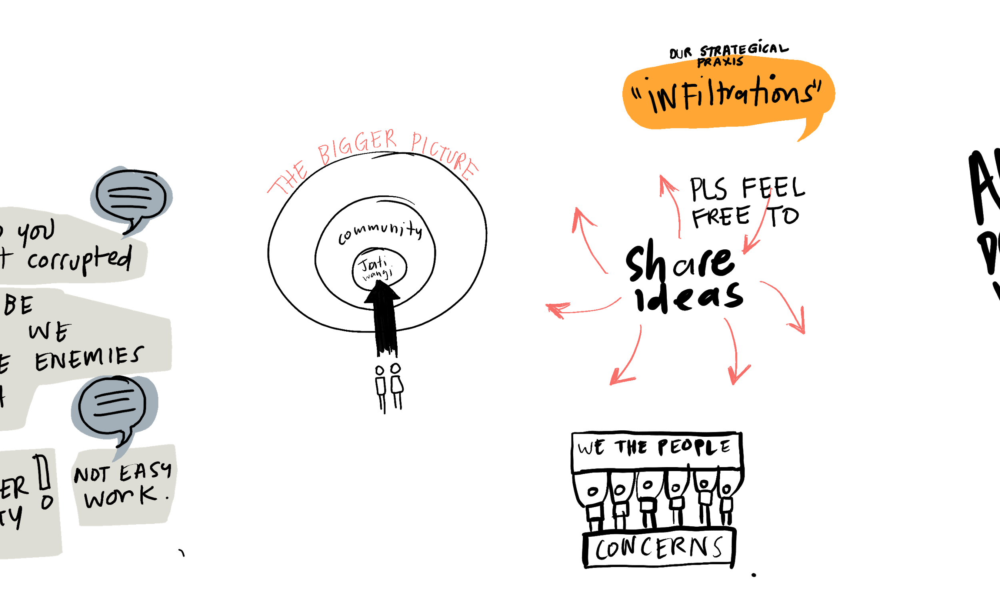 you
corrupted
BE
WE
ENEMIES
NOT EASY
WORK.
THE BIGGER PICTURE
community
Jati
wangi
OUR STRATEGICAL
PRAXIS
"iNFiltrations"
PLS FEEL
FREE TO
Share
ideas
WE THE PEOPLE
CONCERNS